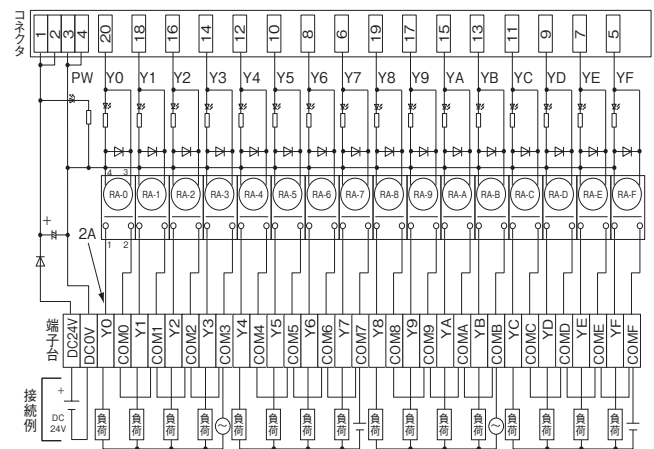 コネクタ
1 2 3 4 20 18 16 14 12 10 8 6 19 17 15 13 11 9 7 5
PW Y0 Y1 Y2 Y3 Y4 Y5 Y6 Y7 Y8 Y9 YA YB YC YD YE YF
4 3
RA-0 RA-1 RA-2 RA-3 RA-4 RA-5 RA-6 RA-7 RA-8 RA-9 RA-A RA-B RA-C RA-D RA-E RA-F
+
2A
1 2
端子台
DC24V DC0V Y0 COM0 Y1 COM1 Y2 COM2 Y3 COM3 Y4 COM4 Y5 COM5 Y6 COM6 Y7 COM7 Y8 COM8 Y9 COM9 YA COMA YB COMB YC COMC YD COMD YE COME YF COMF
接続例
+
DC
24V
負荷 負荷 負荷 負荷 負荷 負荷 負荷 負荷 負荷 負荷 負荷 負荷 負荷 負荷 負荷 負荷